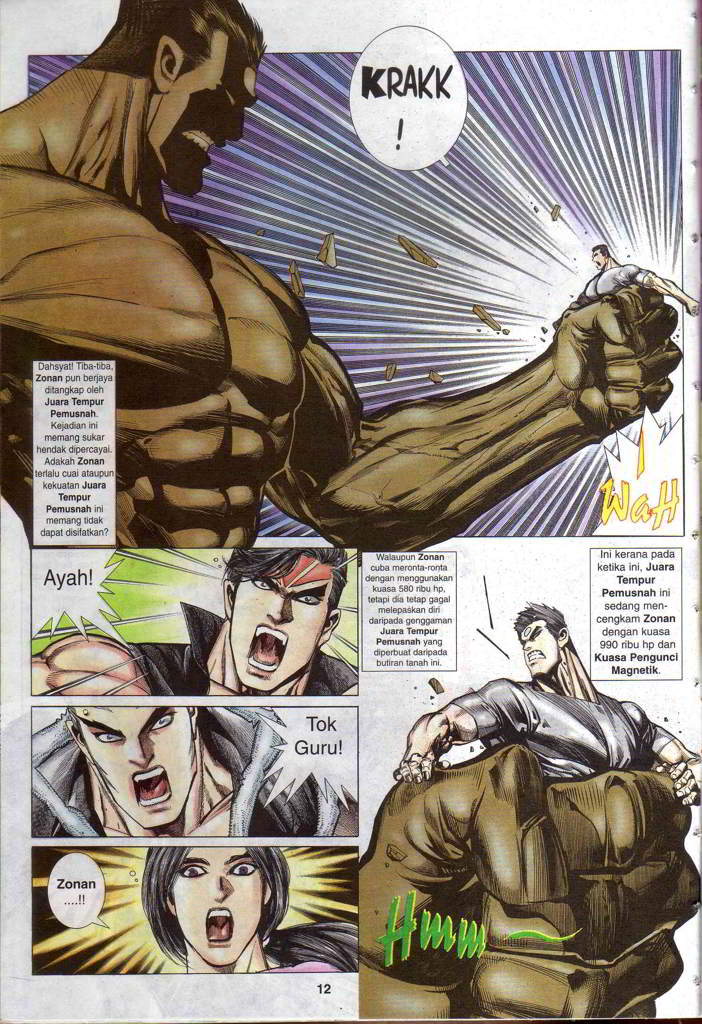 KRAKK
!
Dahsyat! Tiba-tiba,
Zonan pun berjaya
ditangkap oleh
Juara Tempur
Pemusnah.
Kejadian ini
memang sukar
hendak dipercayai.
Adakah Zonan
terlalu cuai ataupun
kekuatan Juara
Tempur
Pemusnah ini
memang tidak
dapat disifatkan?
WaH
Ayah!
Walaupun Zonan
cuba meronta-ronta
dengan menggunakan
kuasa 580 ribu hp,
tetapi dia tetap gagal
melepaskan diri
daripada genggaman
Juara Tempur
Pemusnah yang
diperbuat daripada
butiran tanah ini.
Ini kerana pada
ketika ini, Juara
Tempur
Pemusnah ini
sedang men-
cengkam Zonan
dengan kuasa
990 ribu hp dan
Kuasa Pengunci
Magnetik.
Tok
Guru!
Zonan
....!!
Hmm
12